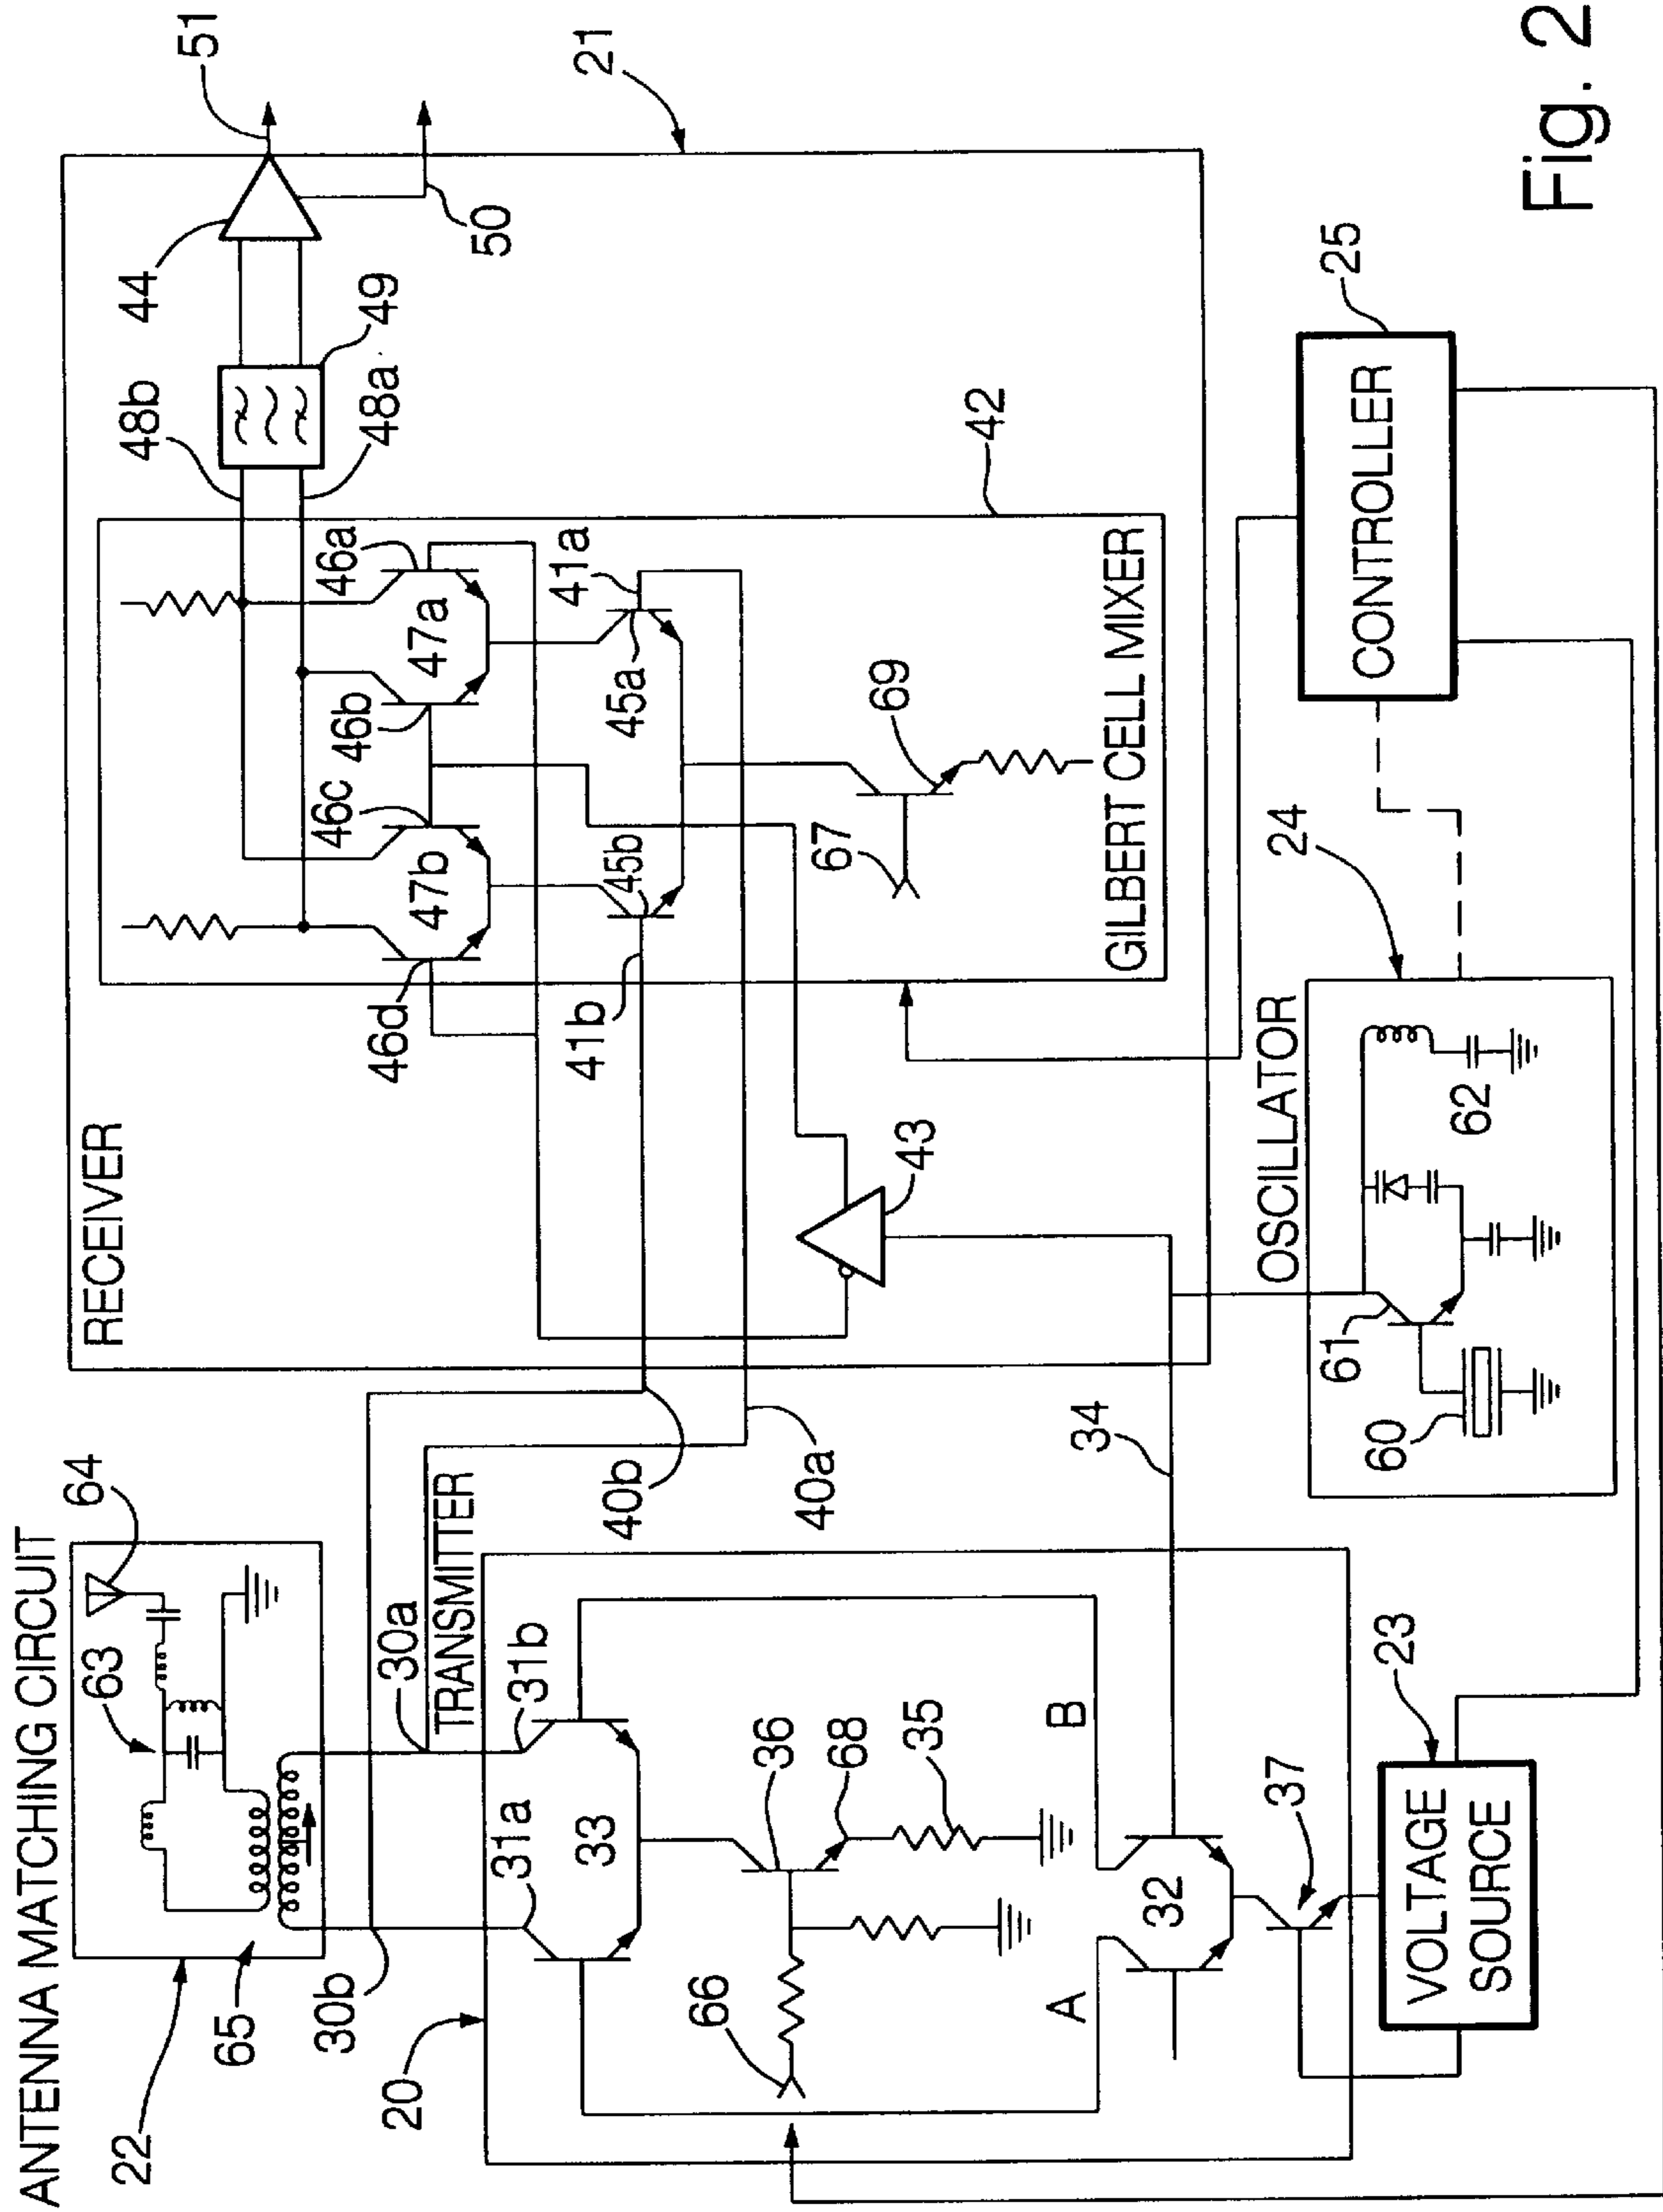 ANTENNA MATCHING CIRCUIT
22
65
63
64
30b
30a
TRANSMITTER
20
31a
31b
33
36
68
35
66
A
B
32
37
23
VOLTAGE
SOURCE
34
40b
40a
RECEIVER
21
43
46d
47b
46c
46b
47a
46a
41b
45b
45a
41a
67
69
GILBERT CELL MIXER
42
48b
48a
49
44
51
50
OSCILLATOR
24
60
61
62
CONTROLLER
25
Fig. 2